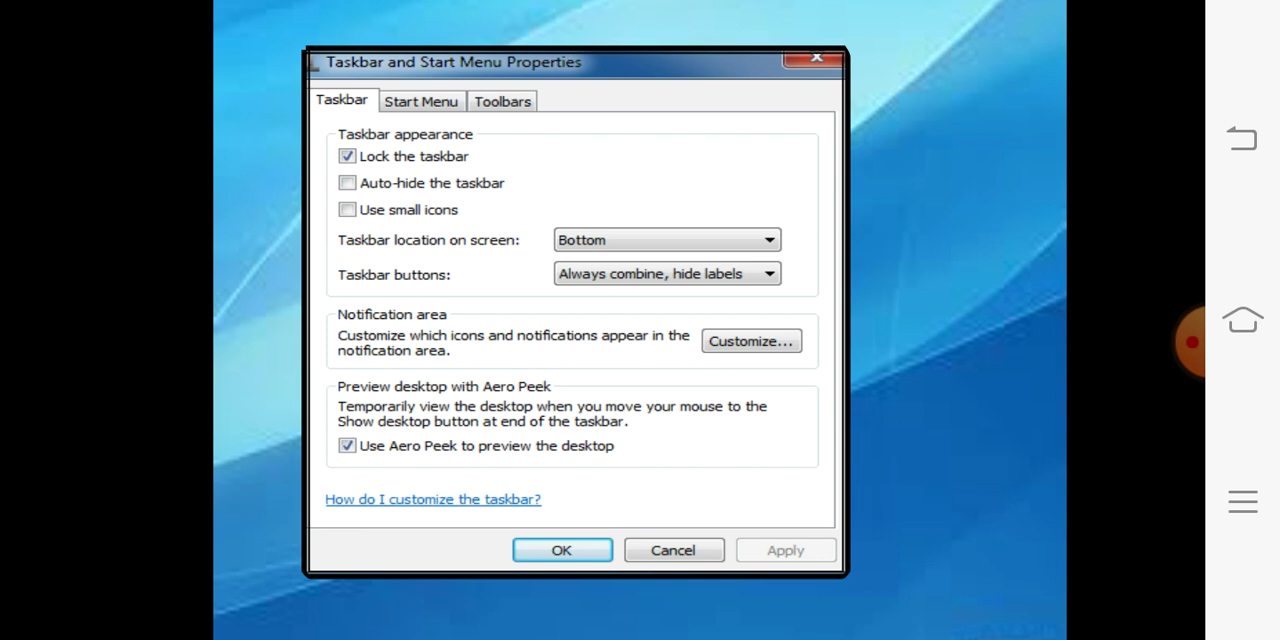 Taskbar and Start Menu Properties
Taskbar Start Menu Toolbars
Taskbar appearance
Lock the taskbar
Auto-hide the taskbar
Use small icons
Taskbar location on screen: Bottom
Taskbar buttons: Always combine, hide labels
Notification area
Customize which icons and notifications appear in the
notification area.
Customize...
Preview desktop with Aero Peek
Temporarily view the desktop when you move your mouse to the
Show desktop button at end of the taskbar.
Use Aero Peek to preview the desktop
How do I customize the taskbar?
OK Cancel Apply